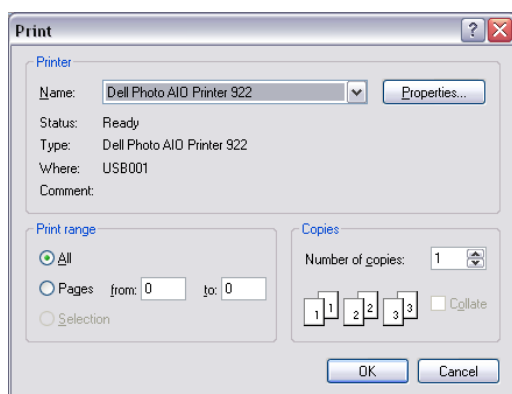 Print
Printer
Name: Dell Photo AIO Printer 922 Properties...
Status: Ready
Type: Dell Photo AIO Printer 922
Where: USB001
Comment:
Print range
All
Pages from: 0 to: 0
Selection
Copies
Number of copies: 1
1 1 2 2 3 3 Collate
OK Cancel